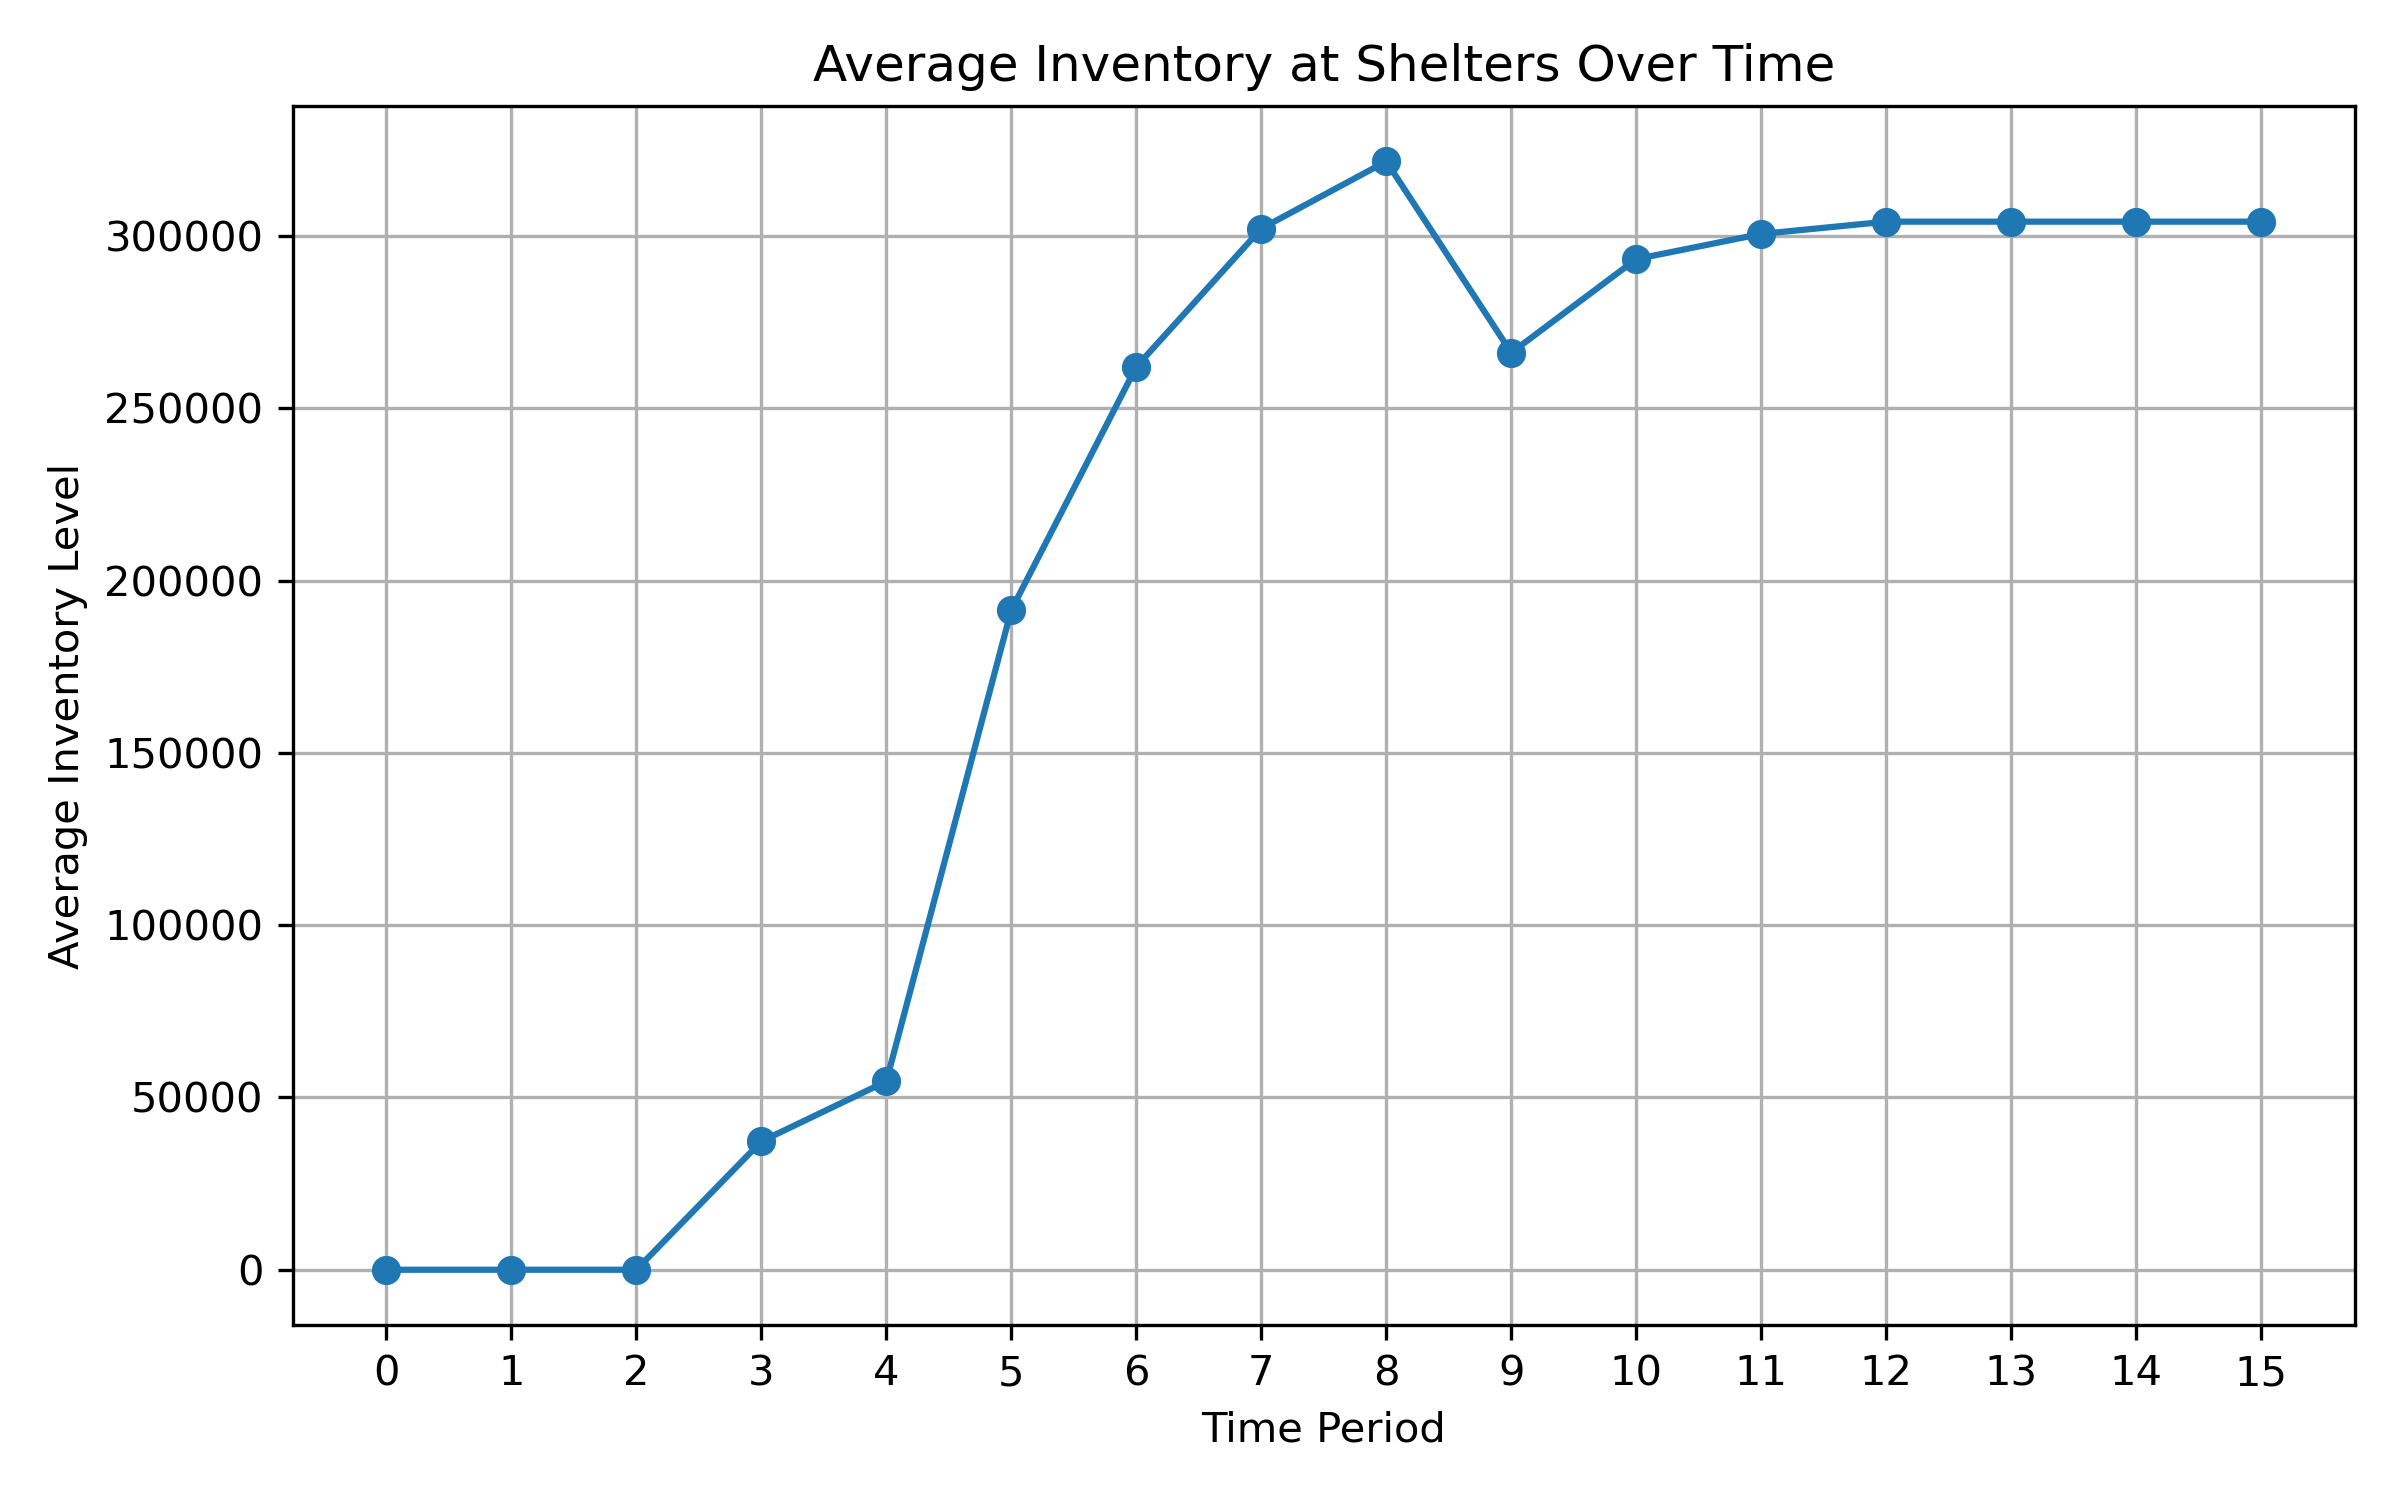 Average Inventory at Shelters Over Time
Average Inventory Level
300000
250000
200000
150000
100000
50000
0
0 1 2 3 4 5 6 7 8 9 10 11 12 13 14 15
Time Period